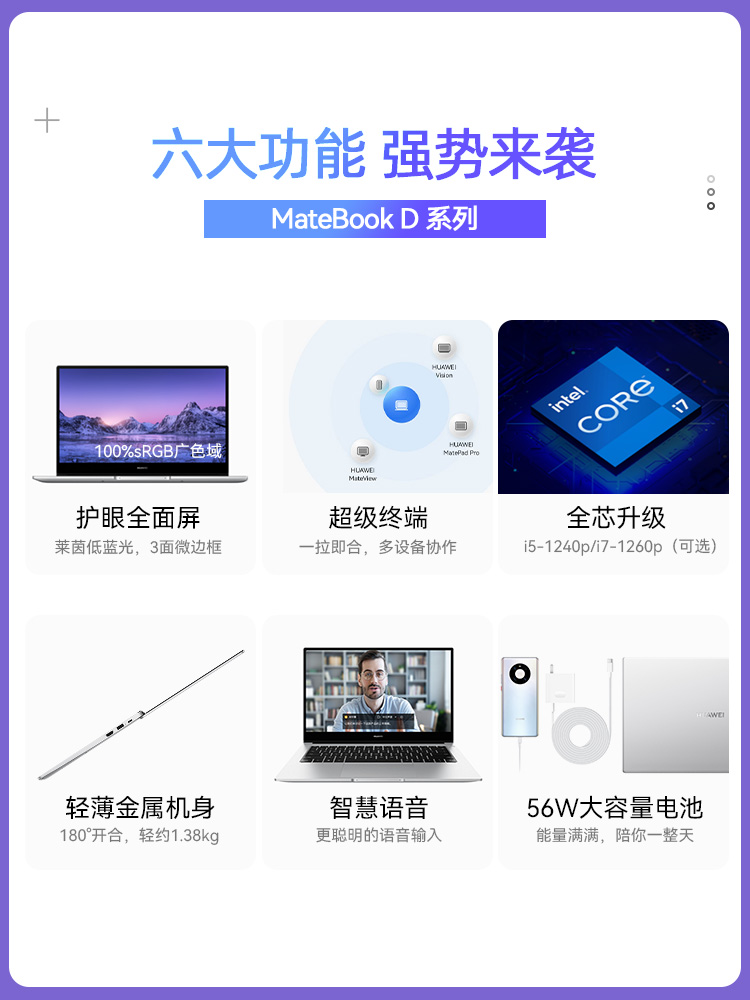 六大功能 强势来袭
MateBook D 系列
100%sRGB广色域
护眼全面屏
莱茵低蓝光，3面微边框
HUAWEI
Vision
HUAWEI
MatePad Pro
HUAWEI
MateView
超级终端
一拉即合，多设备协作
intel.
CORE
i7
全芯升级
i5-1240p/i7-1260p（可选）
轻薄金属机身
180°开合，轻约1.38kg
智慧语音
更聪明的语音输入
HUAWEI
56W大容量电池
能量满满，陪你一整天